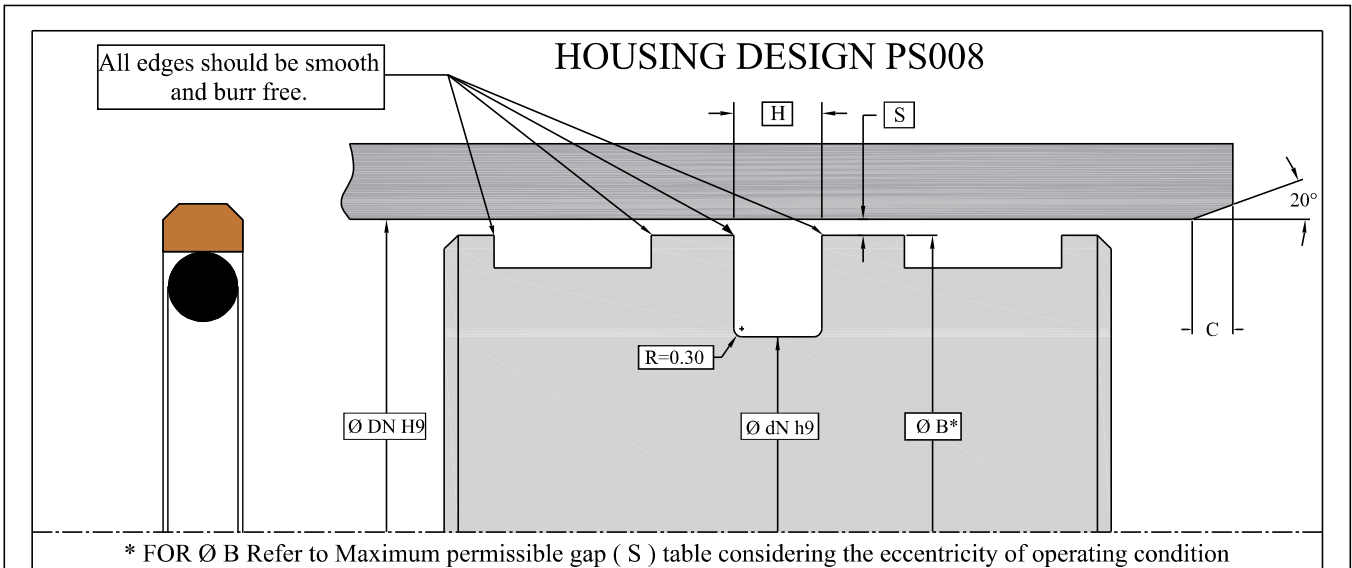 HOUSING DESIGN PS008
All edges should be smooth
and burr free.
H
S
20°
C
R=0.30
Ø DN H9
Ø dN h9
Ø B*
* FOR Ø B Refer to Maximum permissible gap ( S ) table considering the eccentricity of operating condition